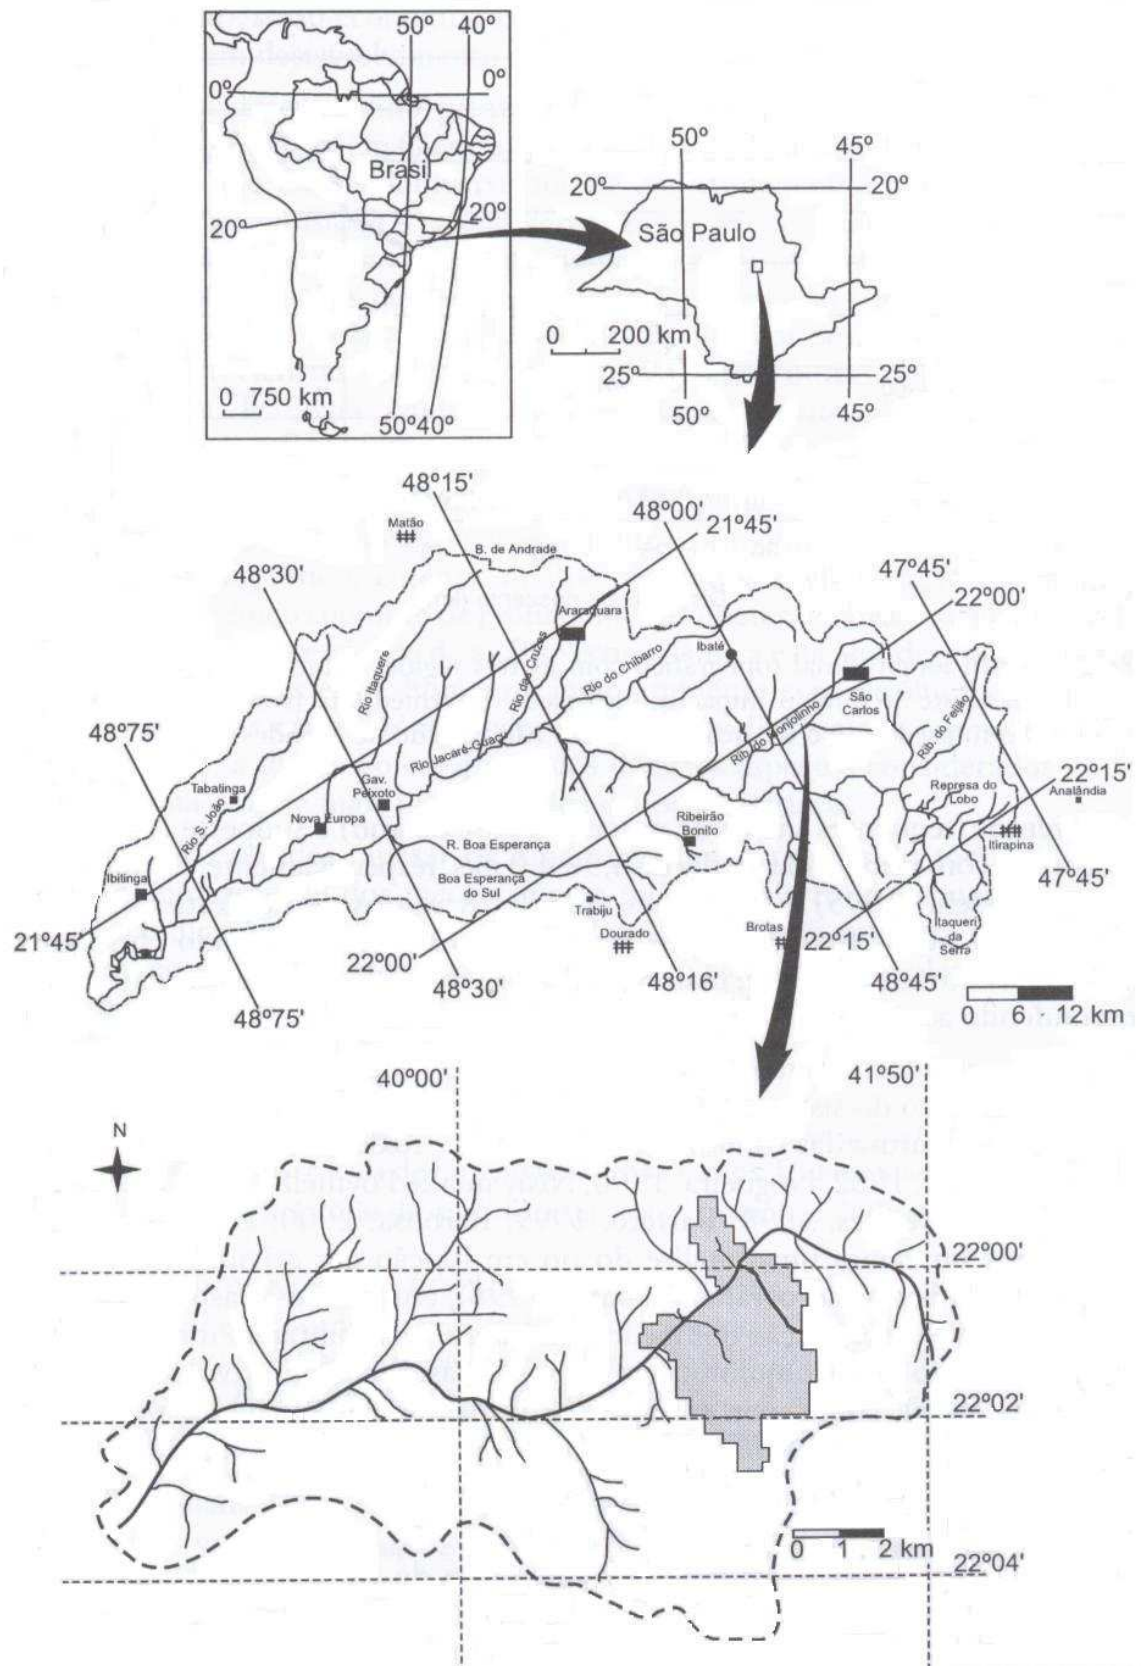 50º 40º
0º 0º
Brasil
20º 20º
0 750 km
50º40º
50º 45º
20º 20º
São Paulo
0 200 km
25º 25º
50º 45º
48º15'
48º00'
21º45'
Matão
B. de Andrade
48º30'
47º45'
22º00'
Araraquara
Ibaté
Rio Itaquere
Rio das Cruzes
Rio do Chibarro
São
Carlos
Rib. do Feijão
Rib. do Monjolinho
48º75'
Rio Jacaré-Guaçu
22º15'
Tabatinga
Gav.
Peixoto
Represa do
Lobo
Analândia
Rio S. João
Nova Europa
Ribeirão
Bonito
Itirapina
R. Boa Esperança
47º45'
Ibitinga
Boa Esperança
do Sul
Trabiju
Itaqueri
da
Serra
21º45'
Dourado
Brotas
22º15'
22º00'
48º30'
48º16'
48º45'
48º75'
0 6 12 km
40º00'
41º50'
N
22º00'
22º02'
0 1 2 km
22º04'